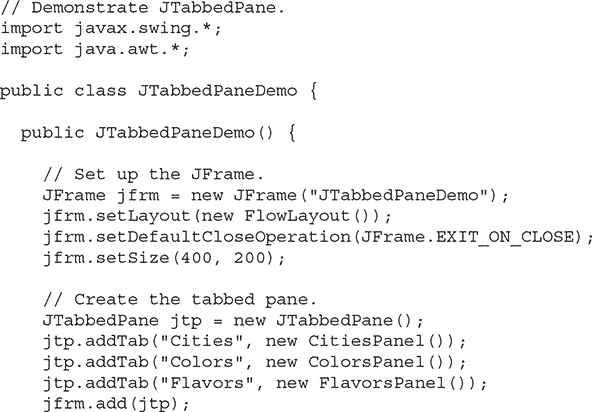 // Demonstrate JTabbedPane.
import javax.swing.*;
import java.awt.*;

public class JTabbedPaneDemo {

  public JTabbedPaneDemo() {

    // Set up the JFrame.
    JFrame jfrm = new JFrame("JTabbedPaneDemo");
    jfrm.setLayout(new FlowLayout());
    jfrm.setDefaultCloseOperation(JFrame.EXIT_ON_CLOSE);
    jfrm.setSize(400, 200);

    // Create the tabbed pane.
    JTabbedPane jtp = new JTabbedPane();
    jtp.addTab("Cities", new CitiesPanel());
    jtp.addTab("Colors", new ColorsPanel());
    jtp.addTab("Flavors", new FlavorsPanel());
    jfrm.add(jtp);